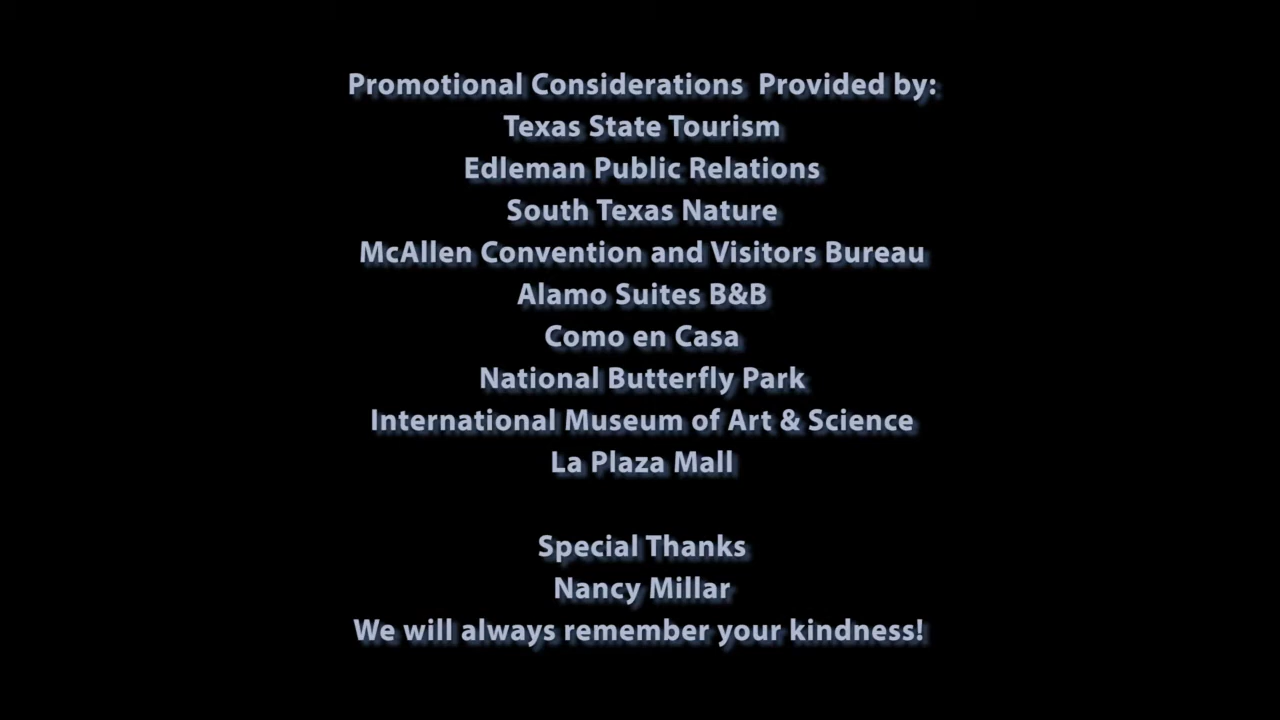 Promotional Considerations  Provided by:
Texas State Tourism
Edleman Public Relations
South Texas Nature
McAllen Convention and Visitors Bureau
Alamo Suites B&B
Como en Casa
National Butterfly Park
International Museum of Art & Science
La Plaza Mall
Special Thanks
Nancy Millar
We will always remember your kindness!